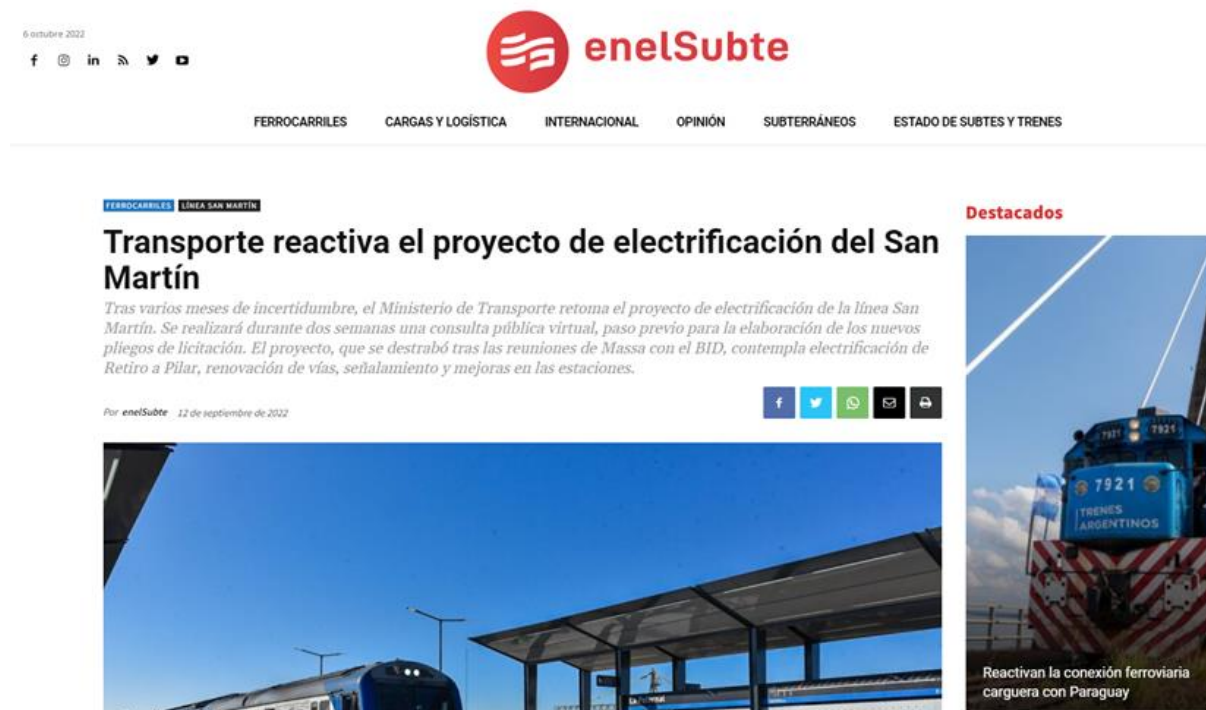 6 octubre 2022
enelSubte
FERROCARRILES CARGAS Y LOGÍSTICA INTERNACIONAL OPINIÓN SUBTERRÁNEOS ESTADO DE SUBTES Y TRENES
FERROCARRILES LÍNEA SAN MARTÍN
Transporte reactiva el proyecto de electrificación del San
Martín
Tras varios meses de incertidumbre, el Ministerio de Transporte retoma el proyecto de electrificación de la línea San
Martín. Se realizará durante dos semanas una consulta pública virtual, paso previo para la elaboración de los nuevos
pliegos de licitación. El proyecto, que se destrabó tras las reuniones de Massa con el BID, contempla electrificación de
Retiro a Pilar, renovación de vías, señalamiento y mejoras en las estaciones.
Por enelSubte 12 de septiembre de 2022
Destacados
7921 7921
7921
TRENES
ARGENTINOS
Reactivan la conexión ferroviaria
carguera con Paraguay